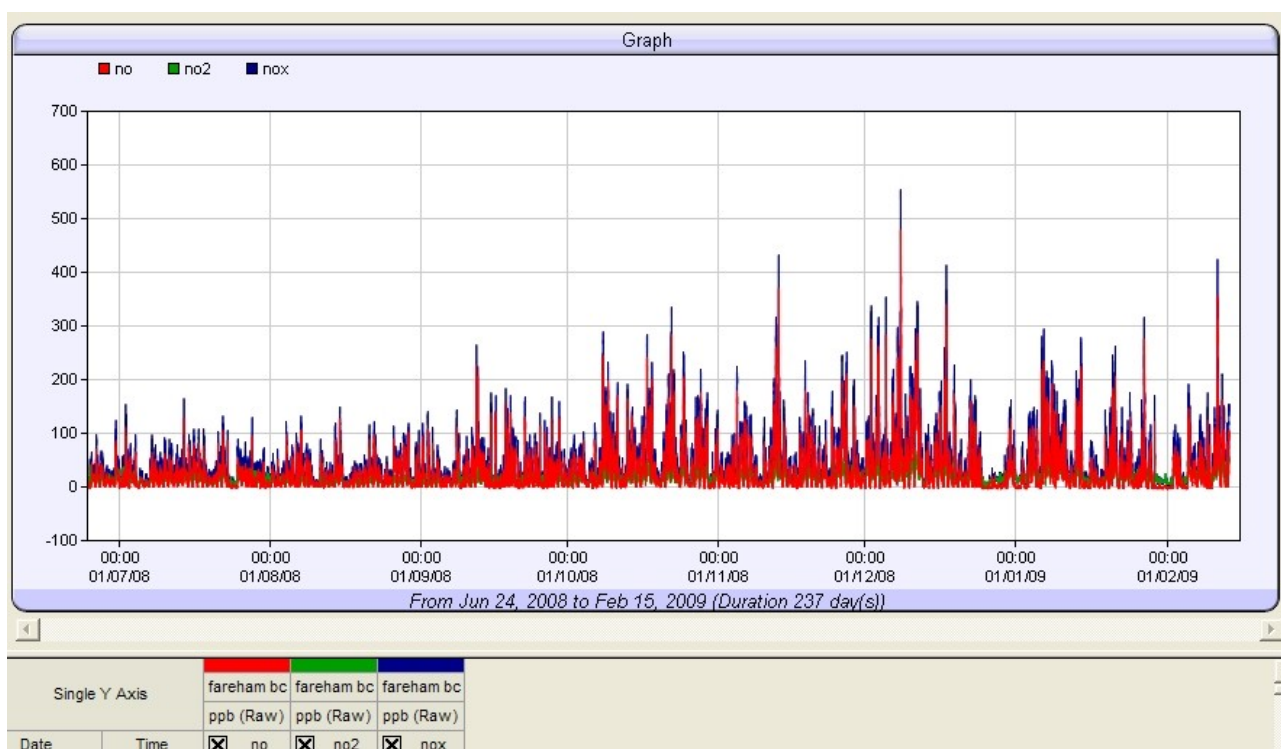 Graph
no no2 nox
700
600
500
400
300
200
100
0
-100
00:00 00:00 00:00 00:00 00:00 00:00 00:00 00:00
01/07/08 01/08/08 01/09/08 01/10/08 01/11/08 01/12/08 01/01/09 01/02/09
From Jun 24, 2008 to Feb 15, 2009 (Duration 237 day(s))
Single Y Axis
fareham bc fareham bc fareham bc
ppb (Raw) ppb (Raw) ppb (Raw)
Date Time no no2 nox